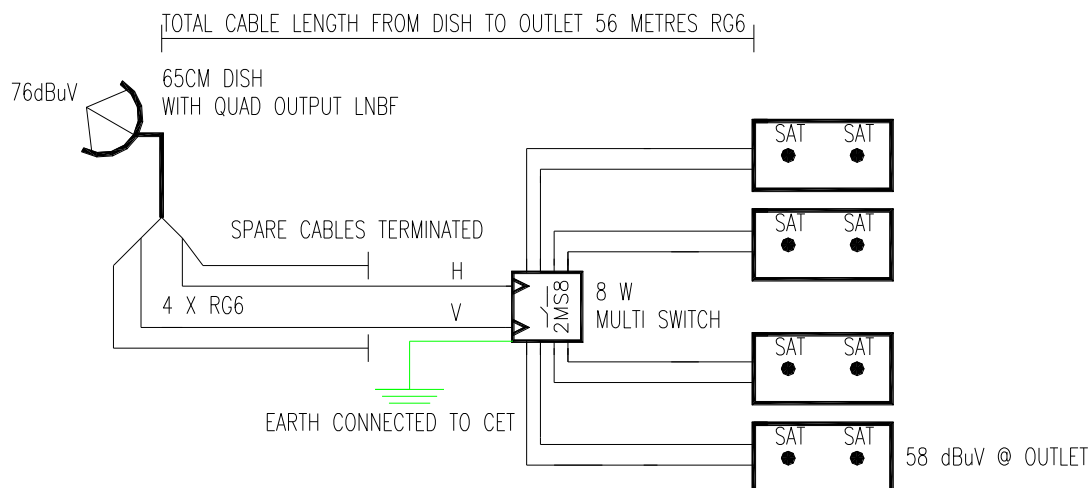 TOTAL CABLE LENGTH FROM DISH TO OUTLET 56 METRES RG6
76dBuV
65CM DISH
WITH QUAD OUTPUT LNBF
SPARE CABLES TERMINATED
H
V
4 X RG6
2MS8
8 W
MULTI SWITCH
EARTH CONNECTED TO CET
SAT SAT
SAT SAT
SAT SAT
SAT SAT
58 dBuV @ OUTLET